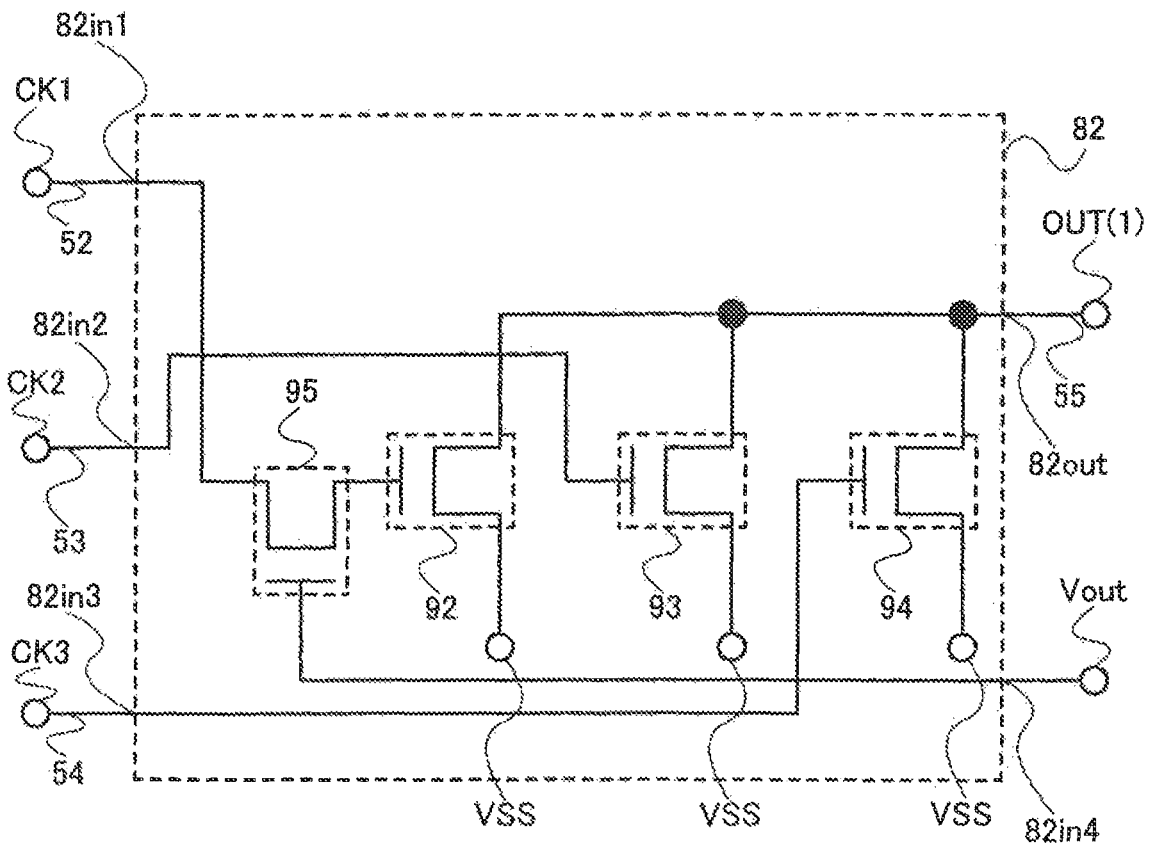 82in1
CK1
82
52
OUT(1)
82in2
CK2
95
55
82out
53
92
93
94
82in3
Vout
CK3
54
VSS
VSS
VSS
82in4